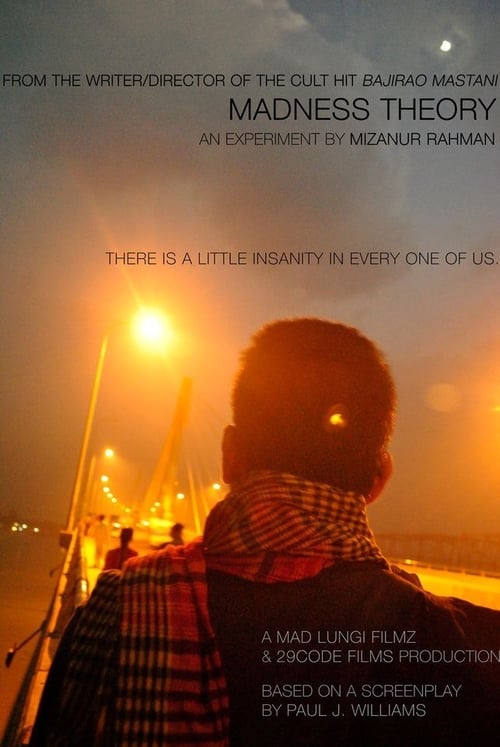 FROM THE WRITER/DIRECTOR OF THE CULT HIT BAJIRAO MASTANI
MADNESS THEORY
AN EXPERIMENT BY MIZANUR RAHMAN
THERE IS A LITTLE INSANITY IN EVERY ONE OF US.
A MAD LUNGI FILMZ
& 29CODE FILMS PRODUCTION
BASED ON A SCREENPLAY
BY PAUL J. WILLIAMS